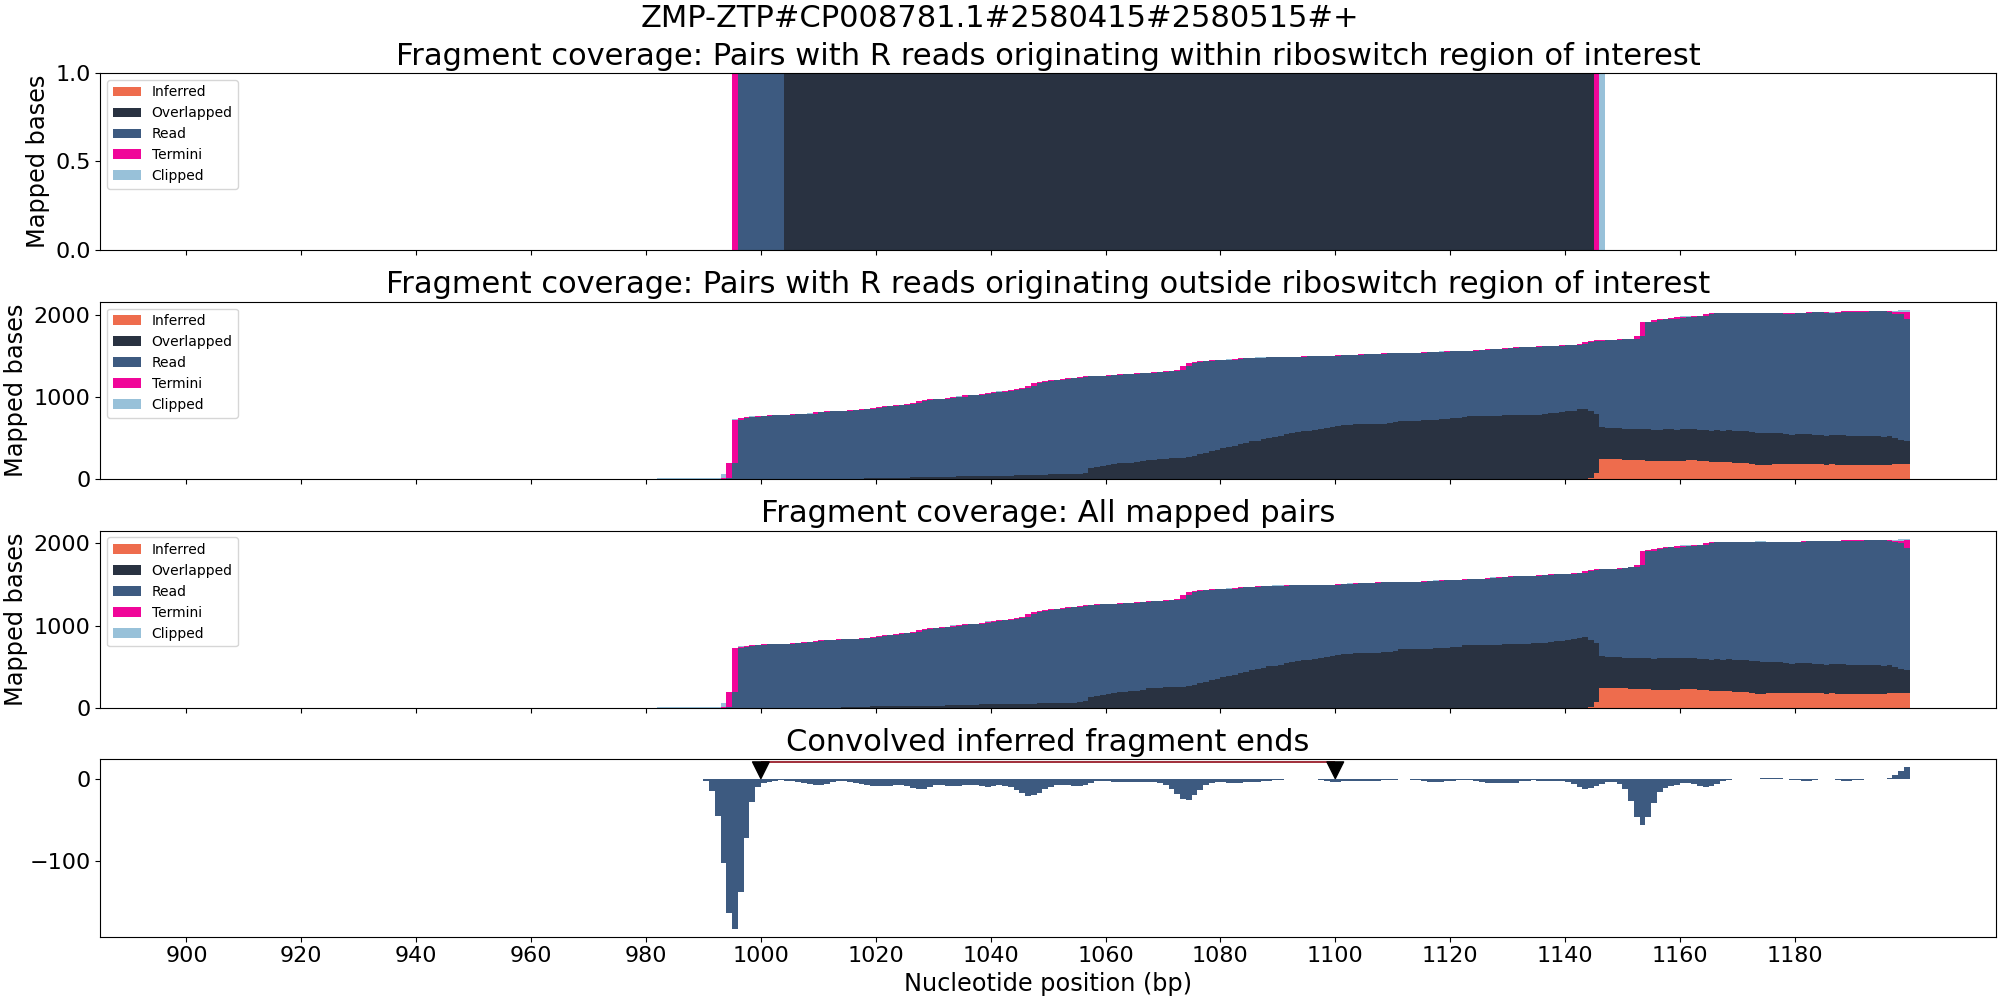 ZMP-ZTP#CP008781.1#2580415#2580515#+
Fragment coverage: Pairs with R reads originating within riboswitch region of interest
Mapped bases
1.0
0.5
0.0
Inferred
Overlapped
Read
Termini
Clipped
Fragment coverage: Pairs with R reads originating outside riboswitch region of interest
Mapped bases
2000
1000
0
Inferred
Overlapped
Read
Termini
Clipped
Fragment coverage: All mapped pairs
Mapped bases
2000
1000
0
Inferred
Overlapped
Read
Termini
Clipped
Convolved inferred fragment ends
0
−100
900 920 940 960 980 1000 1020 1040 1060 1080 1100 1120 1140 1160 1180
Nucleotide position (bp)